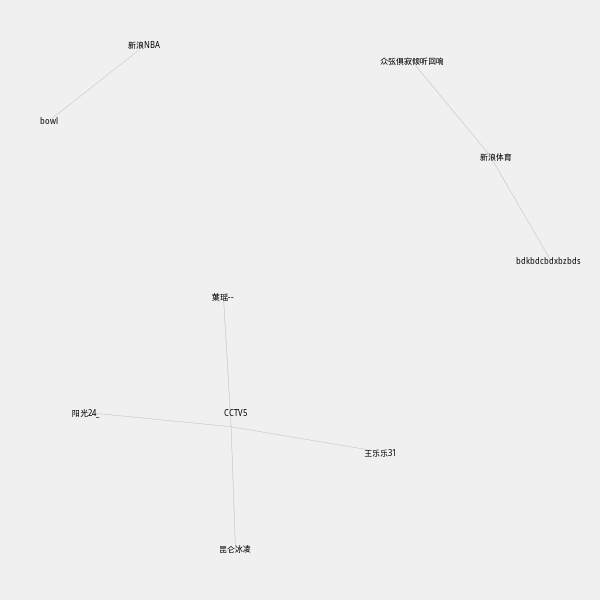 新浪NBA
众弦俱寂倾听回响
bowl
新浪体育
bdkbdcbdxbzbds
葉瑶--
阳光24_
CCTV5
王乐乐31
昆仑冰凌